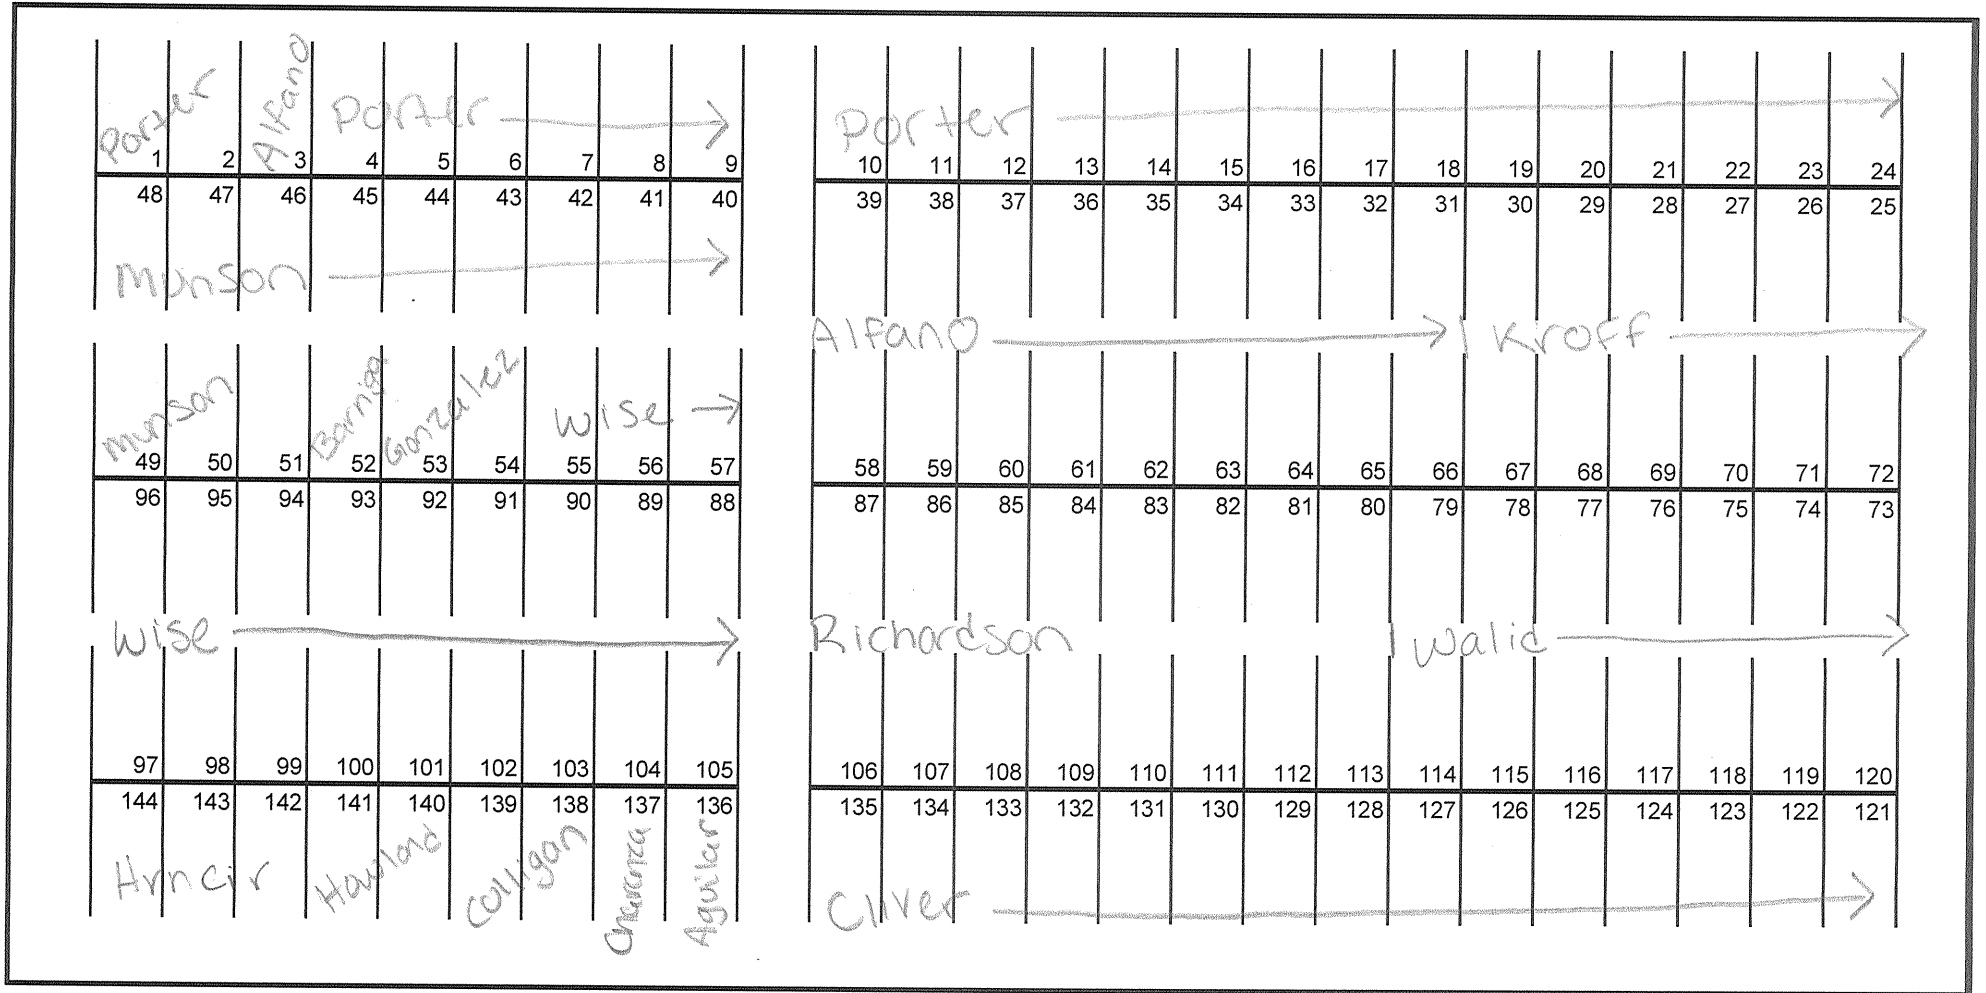 Porter Alfano Porter Porter
1 2 3 4 5 6 7 8 9 10 11 12 13 14 15 16 17 18 19 20 21 22 23 24
48 47 46 45 44 43 42 41 40 39 38 37 36 35 34 33 32 31 30 29 28 27 26 25
Munson
Alfano Kroff
Munson Barriga Gonzalez Wise
49 50 51 52 53 54 55 56 57 58 59 60 61 62 63 64 65 66 67 68 69 70 71 72
96 95 94 93 92 91 90 89 88 87 86 85 84 83 82 81 80 79 78 77 76 75 74 73
Wise Richardson Walid
97 98 99 100 101 102 103 104 105 106 107 108 109 110 111 112 113 114 115 116 117 118 119 120
144 143 142 141 140 139 138 137 136 135 134 133 132 131 130 129 128 127 126 125 124 123 122 121
Hrncir Colligan Aguilar Cliver